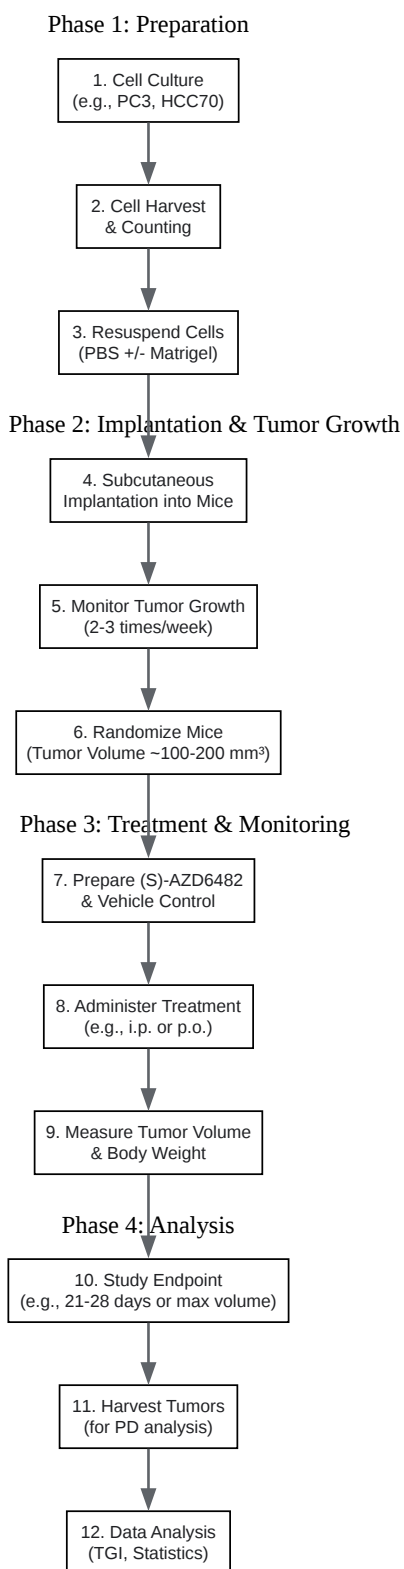 Phase 1: Preparation
1. Cell Culture
(e.g., PC3, HCC70)
2. Cell Harvest
& Counting
3. Resuspend Cells
(PBS +/- Matrigel)
Phase 2: Implantation & Tumor Growth
4. Subcutaneous
Implantation into Mice
5. Monitor Tumor Growth
(2-3 times/week)
6. Randomize Mice
(Tumor Volume ~100-200 mm³)
Phase 3: Treatment & Monitoring
7. Prepare (S)-AZD6482
& Vehicle Control
8. Administer Treatment
(e.g., i.p. or p.o.)
9. Measure Tumor Volume
& Body Weight
Phase 4: Analysis
10. Study Endpoint
(e.g., 21-28 days or max volume)
11. Harvest Tumors
(for PD analysis)
12. Data Analysis
(TGI, Statistics)